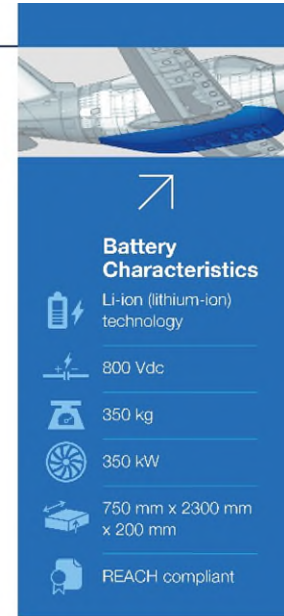 Battery
Characteristics
Li-ion (lithium-ion)
technology
800 Vdc
350 kg
350 kW
750 mm x 2300 mm
x 200 mm
REACH compliant